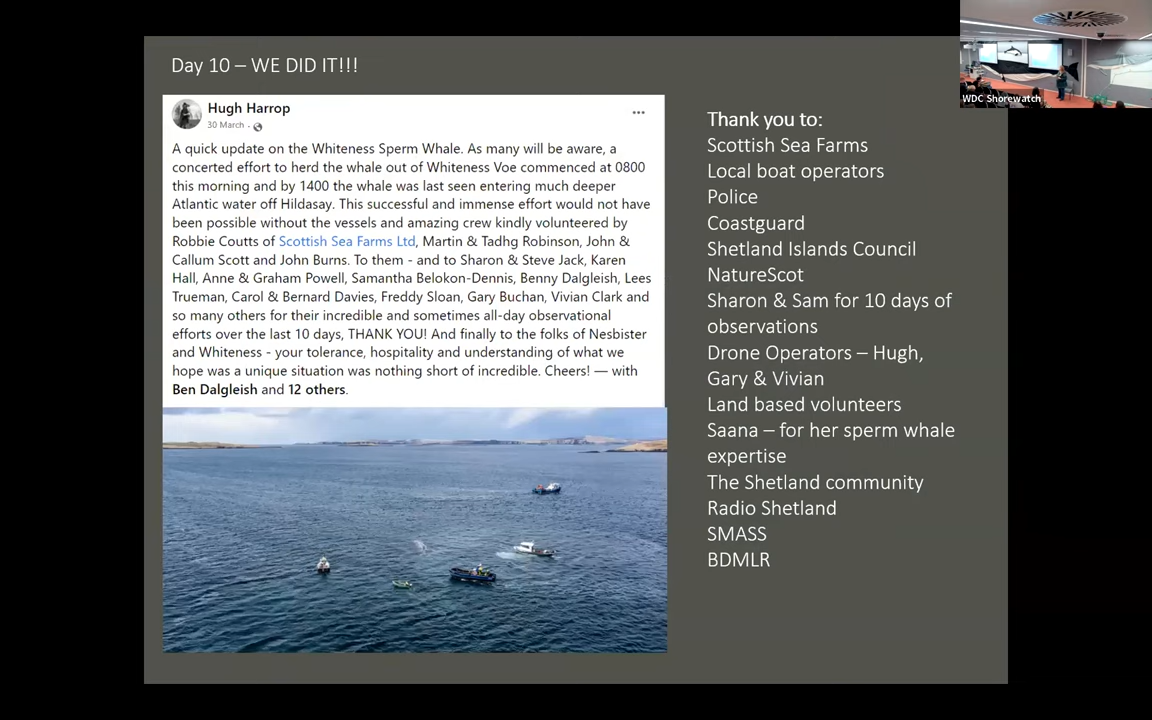 Day 10 – WE DID IT!!!
Hugh Harrop
30 March ·
A quick update on the Whiteness Sperm Whale. As many will be aware, a
concerted effort to herd the whale out of Whiteness Voe commenced at 0800
this morning and by 1400 the whale was last seen entering much deeper
Atlantic water off Hildasay. This successful and immense effort would not have
been possible without the vessels and amazing crew kindly volunteered by
Robbie Coutts of Scottish Sea Farms Ltd, Martin & Tadhg Robinson, John &
Callum Scott and John Burns. To them - and to Sharon & Steve Jack, Karen
Hall, Anne & Graham Powell, Samantha Belokon-Dennis, Benny Dalgleish, Lees
Trueman, Carol & Bernard Davies, Freddy Sloan, Gary Buchan, Vivian Clark and
so many others for their incredible and sometimes all-day observational
efforts over the last 10 days, THANK YOU! And finally to the folks of Nesbister
and Whiteness - your tolerance, hospitality and understanding of what we
hope was a unique situation was nothing short of incredible. Cheers! — with
Ben Dalgleish and 12 others.
Thank you to:
Scottish Sea Farms
Local boat operators
Police
Coastguard
Shetland Islands Council
NatureScot
Sharon & Sam for 10 days of
observations
Drone Operators – Hugh,
Gary & Vivian
Land based volunteers
Saana – for her sperm whale
expertise
The Shetland community
Radio Shetland
SMASS
BDMLR
WDC Shorewatch